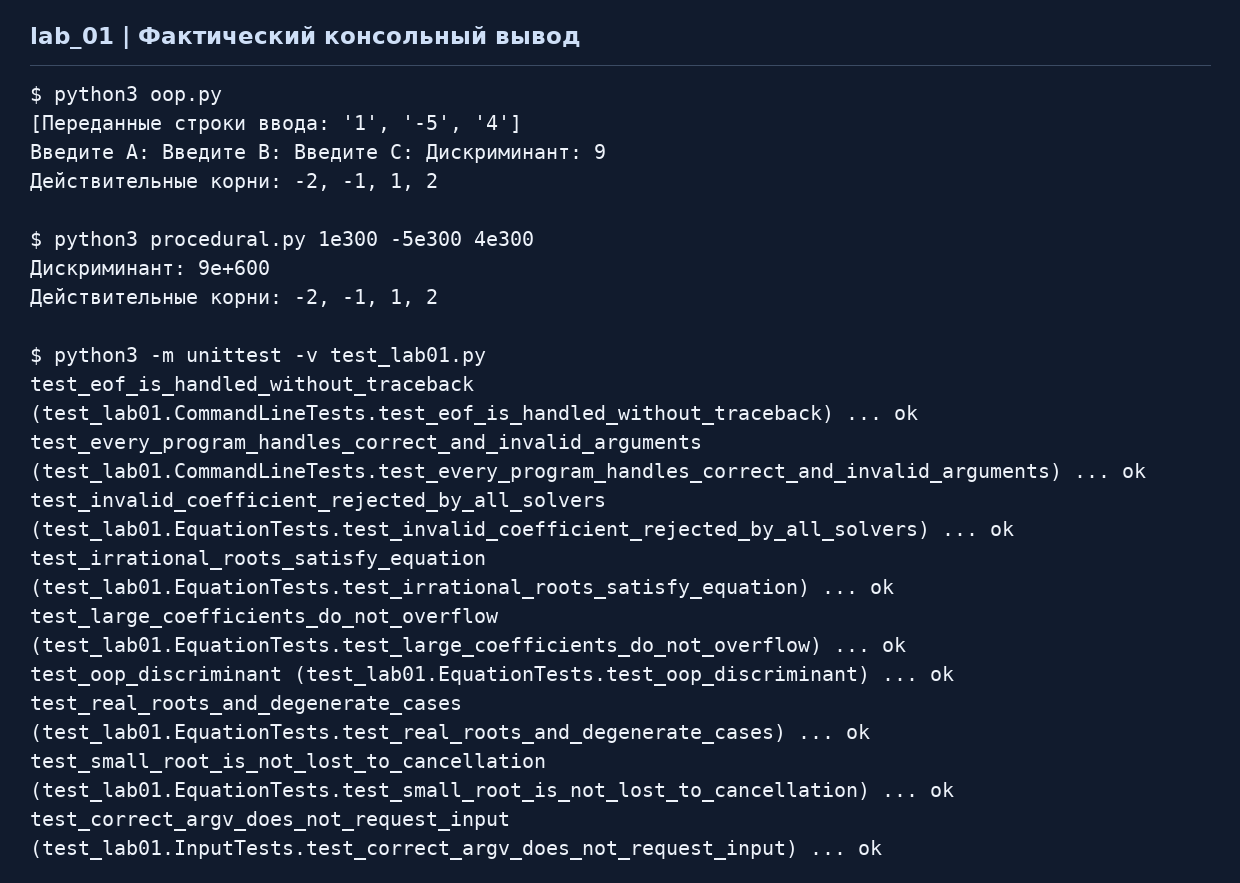 lab_01 | Фактический консольный вывод
$ python3 oop.py
[Переданные строки ввода: '1', '-5', '4']
Введите A: Введите B: Введите C: Дискриминант: 9
Действительные корни: -2, -1, 1, 2
$ python3 procedural.py 1e300 -5e300 4e300
Дискриминант: 9e+600
Действительные корни: -2, -1, 1, 2
$ python3 -m unittest -v test_lab01.py
test_eof_is_handled_without_traceback
(test_lab01.CommandLineTests.test_eof_is_handled_without_traceback) ... ok
test_every_program_handles_correct_and_invalid_arguments
(test_lab01.CommandLineTests.test_every_program_handles_correct_and_invalid_arguments) ... ok
test_invalid_coefficient_rejected_by_all_solvers
(test_lab01.EquationTests.test_invalid_coefficient_rejected_by_all_solvers) ... ok
test_irrational_roots_satisfy_equation
(test_lab01.EquationTests.test_irrational_roots_satisfy_equation) ... ok
test_large_coefficients_do_not_overflow
(test_lab01.EquationTests.test_large_coefficients_do_not_overflow) ... ok
test_oop_discriminant (test_lab01.EquationTests.test_oop_discriminant) ... ok
test_real_roots_and_degenerate_cases
(test_lab01.EquationTests.test_real_roots_and_degenerate_cases) ... ok
test_small_root_is_not_lost_to_cancellation
(test_lab01.EquationTests.test_small_root_is_not_lost_to_cancellation) ... ok
test_correct_argv_does_not_request_input
(test_lab01.InputTests.test_correct_argv_does_not_request_input) ... ok